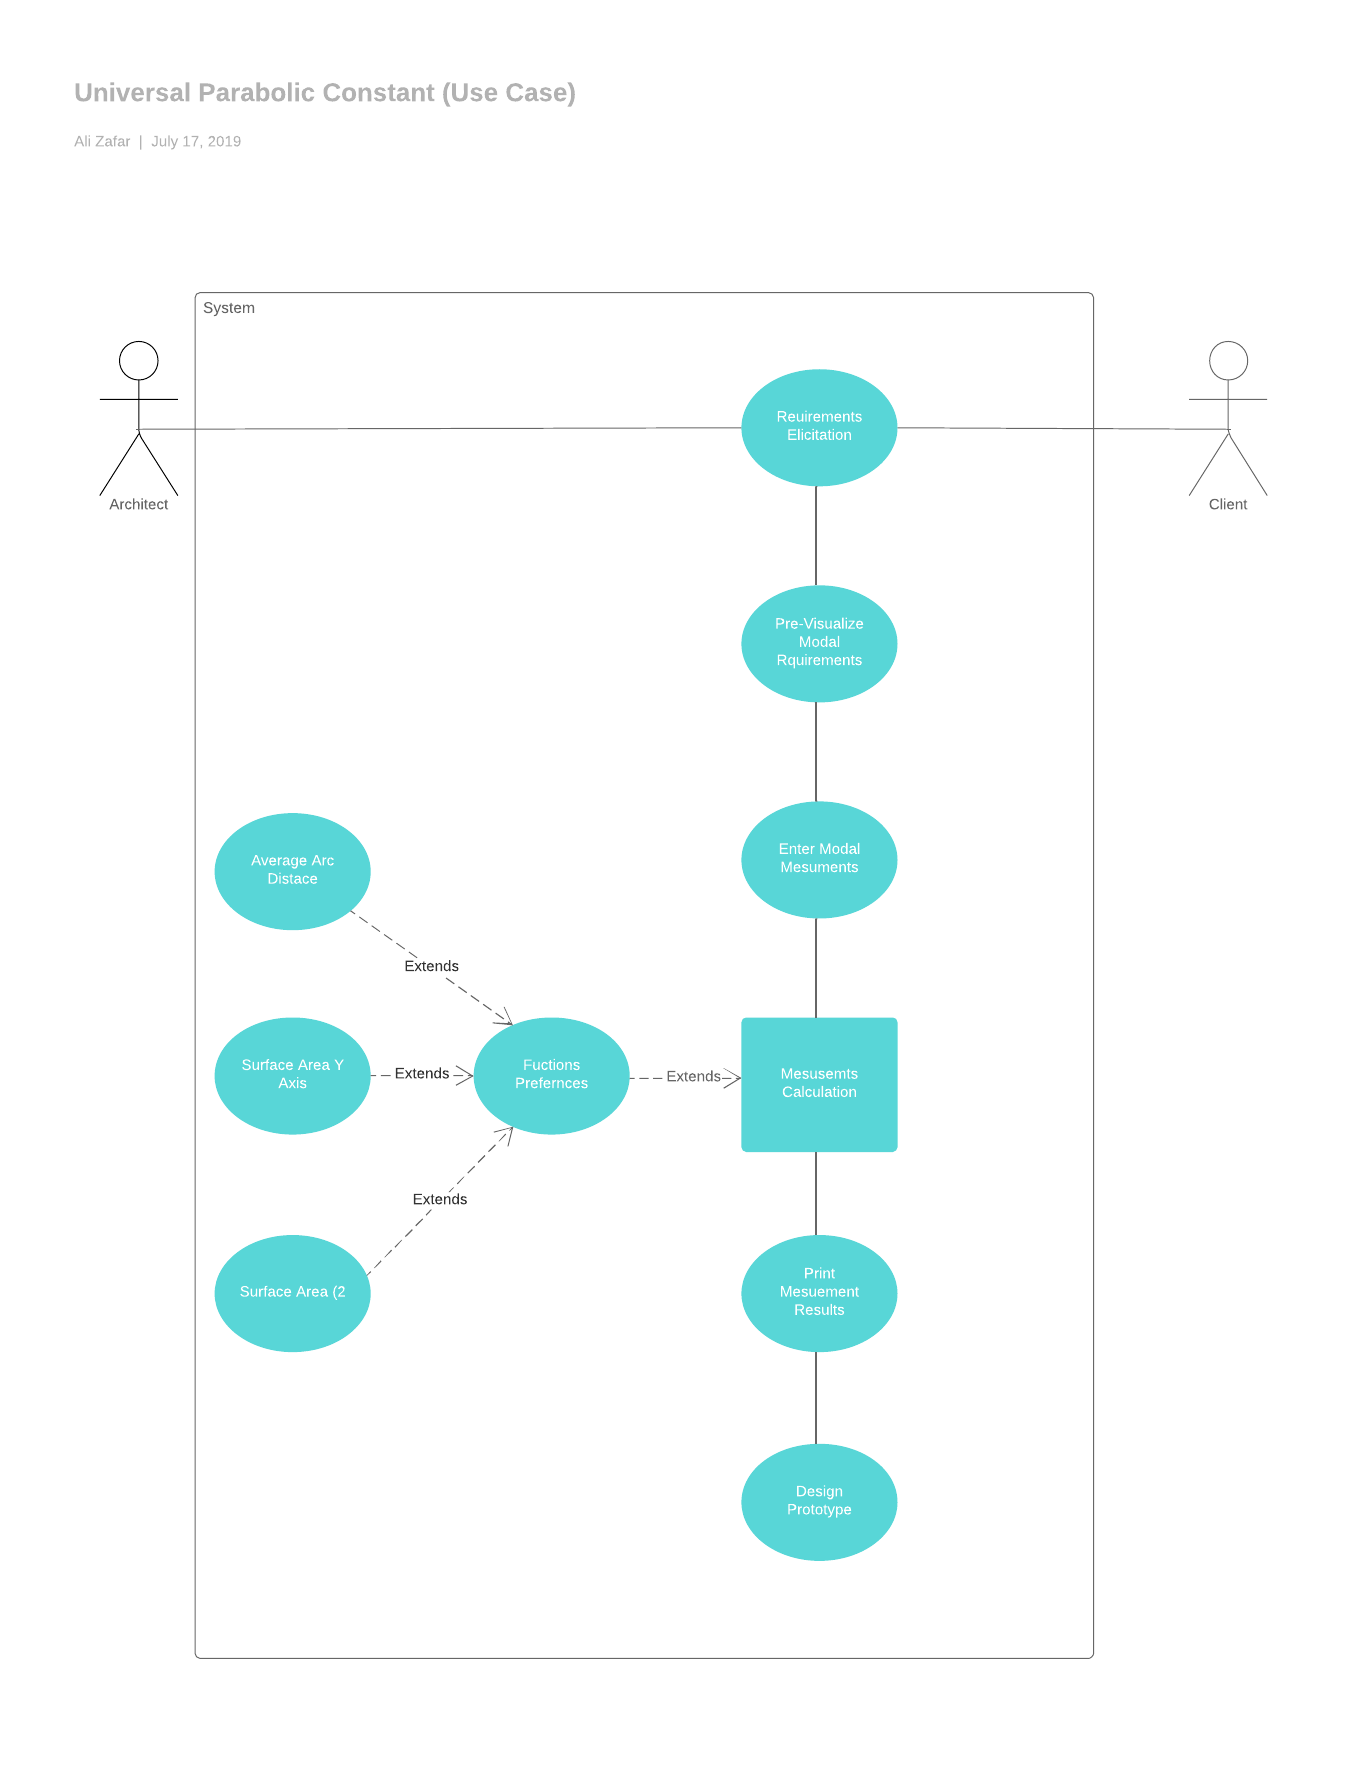 Universal Parabolic Constant (Use Case)
Ali Zafar | July 17, 2019
System
Architect
Client
Reuirements
Elicitation
Pre-Visualize
Modal
Rquirements
Enter Modal
Mesuments
Average Arc
Distace
Extends
Surface Area Y
Axis
Extends
Fuctions
Prefernces
Extends
Mesusemts
Calculation
Extends
Surface Area (2
Print
Mesuement
Results
Design
Prototype